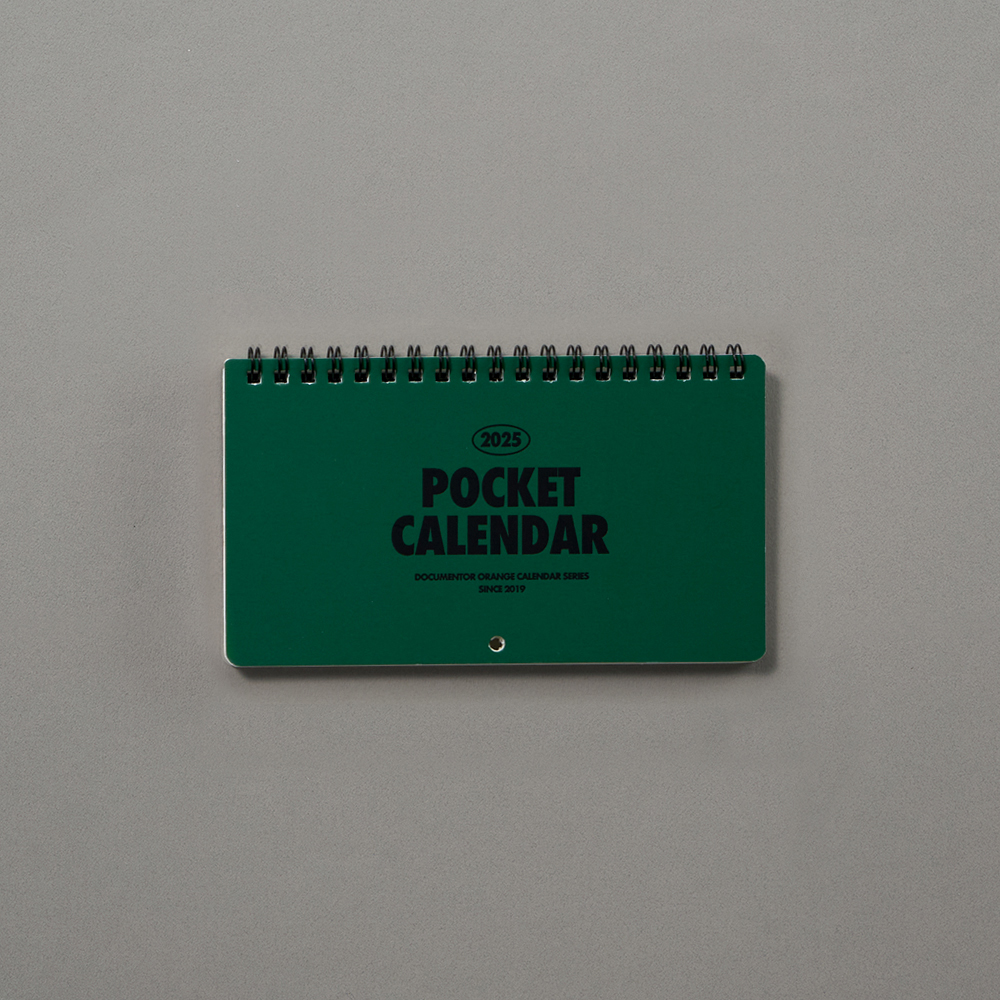 2025
POCKET
CALENDAR
DOCUMENTOR ORANGE CALENDAR SERIES
SINCE 2019